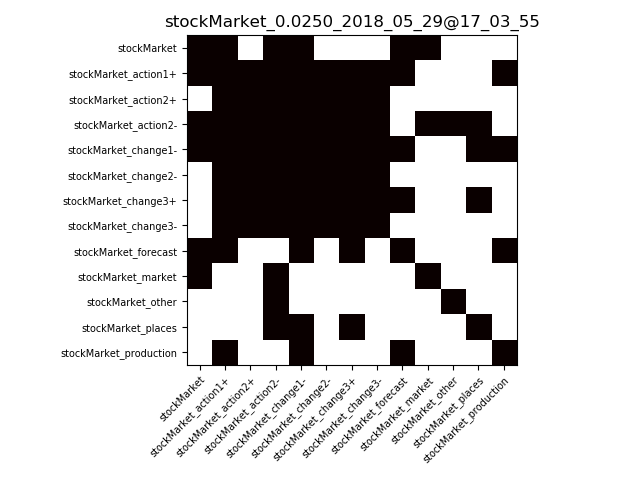 stockMarket_0.0250_2018_05_29@17_03_55
stockMarket
stockMarket_action1+
stockMarket_action2+
stockMarket_action2-
stockMarket_change1-
stockMarket_change2-
stockMarket_change3+
stockMarket_change3-
stockMarket_forecast
stockMarket_market
stockMarket_other
stockMarket_places
stockMarket_production
stockMarket
stockMarket_action1+
stockMarket_action2+
stockMarket_action2-
stockMarket_change1-
stockMarket_change2-
stockMarket_change3+
stockMarket_change3-
stockMarket_forecast
stockMarket_market
stockMarket_other
stockMarket_places
stockMarket_production